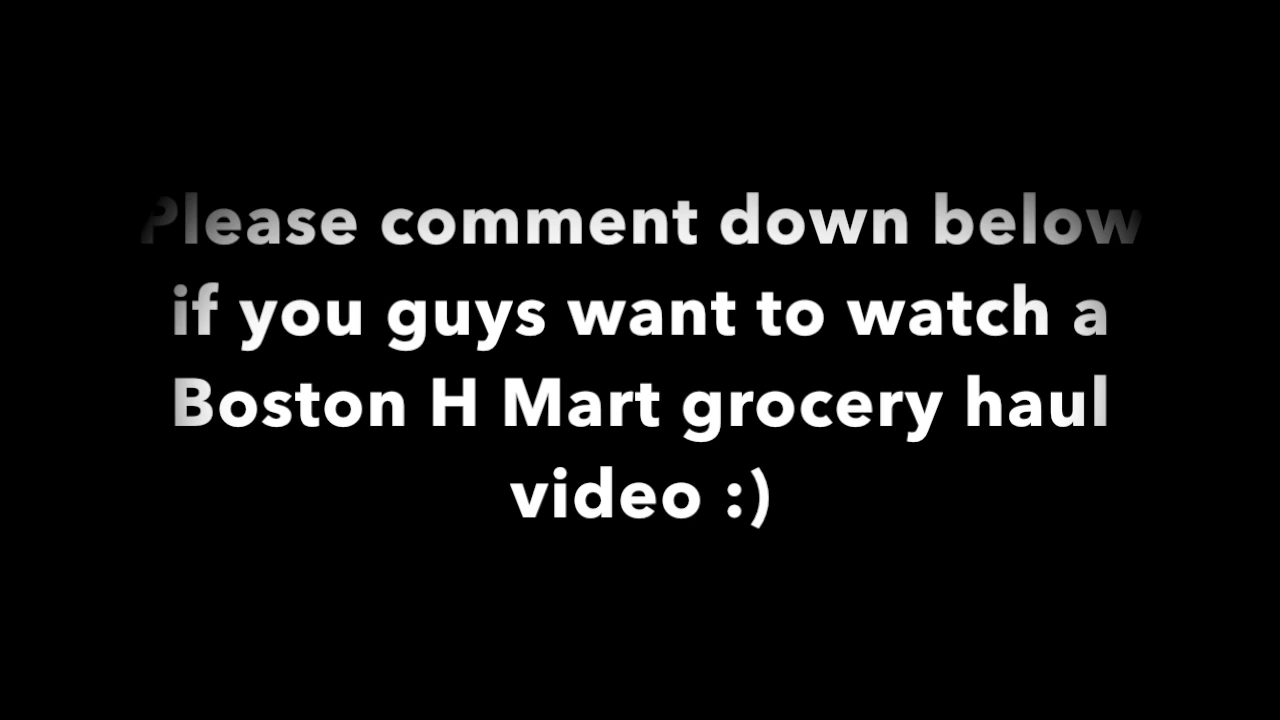 Please comment down below
if you guys want to watch a
Boston H Mart grocery haul
video :)